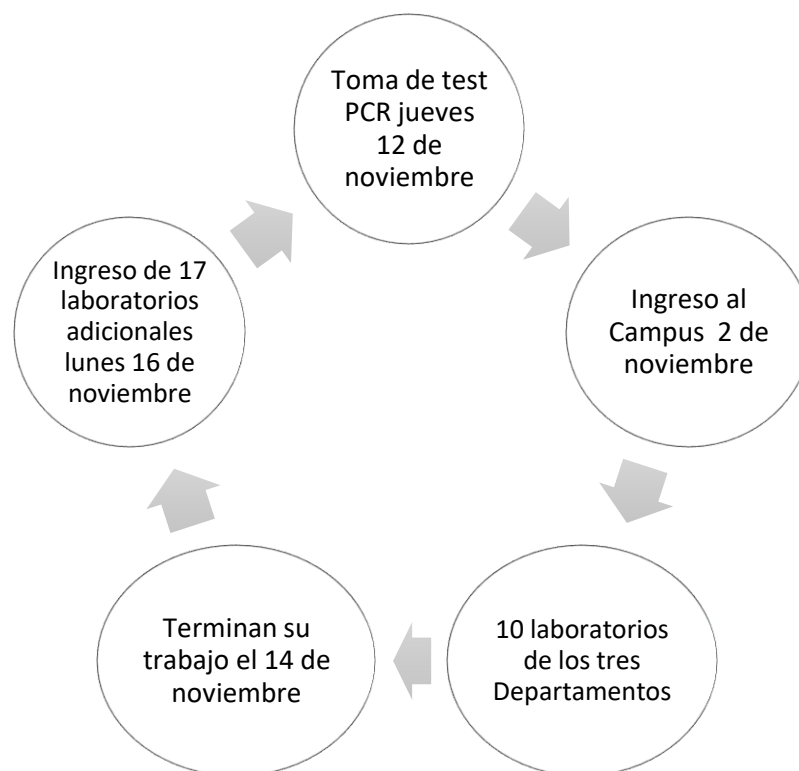 Toma de test
PCR jueves
12 de
noviembre
Ingreso al
Campus 2 de
noviembre
10 laboratorios
de los tres
Departamentos
Terminan su
trabajo el 14 de
noviembre
Ingreso de 17
laboratorios
adicionales
lunes 16 de
noviembre